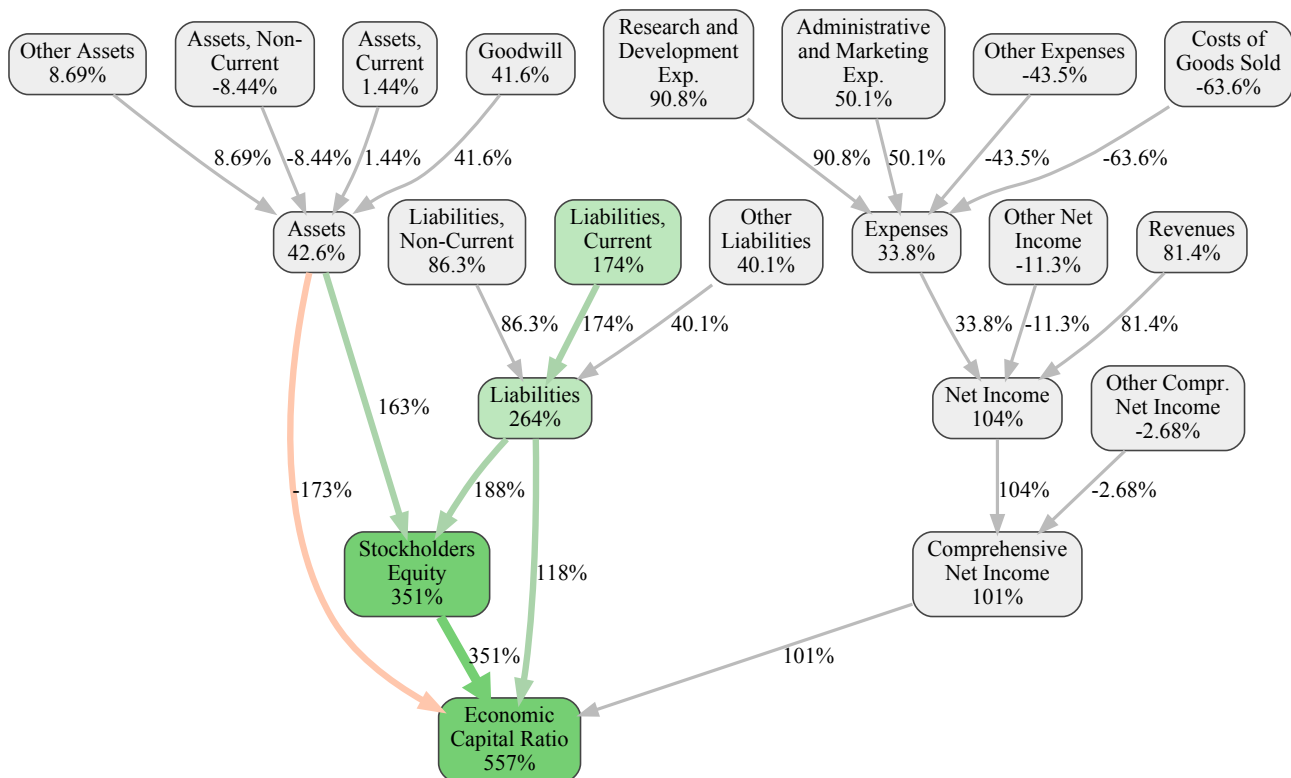 Other Assets
8.69%
Assets, Non-
Current
-8.44%
Assets,
Current
1.44%
Goodwill
41.6%
Research and
Development
Exp.
90.8%
Administrative
and Marketing
Exp.
50.1%
Other Expenses
-43.5%
Costs of
Goods Sold
-63.6%
8.69%
-8.44%
1.44%
41.6%
90.8%
50.1%
-43.5%
-63.6%
Assets
42.6%
Liabilities,
Non-Current
86.3%
Liabilities,
Current
174%
Other
Liabilities
40.1%
Expenses
33.8%
Other Net
Income
-11.3%
Revenues
81.4%
86.3%
174%
40.1%
33.8%
-11.3%
81.4%
163%
Liabilities
264%
Net Income
104%
Other Compr.
Net Income
-2.68%
-173%
188%
104%
-2.68%
Stockholders
Equity
351%
118%
Comprehensive
Net Income
101%
351%
101%
Economic
Capital Ratio
557%